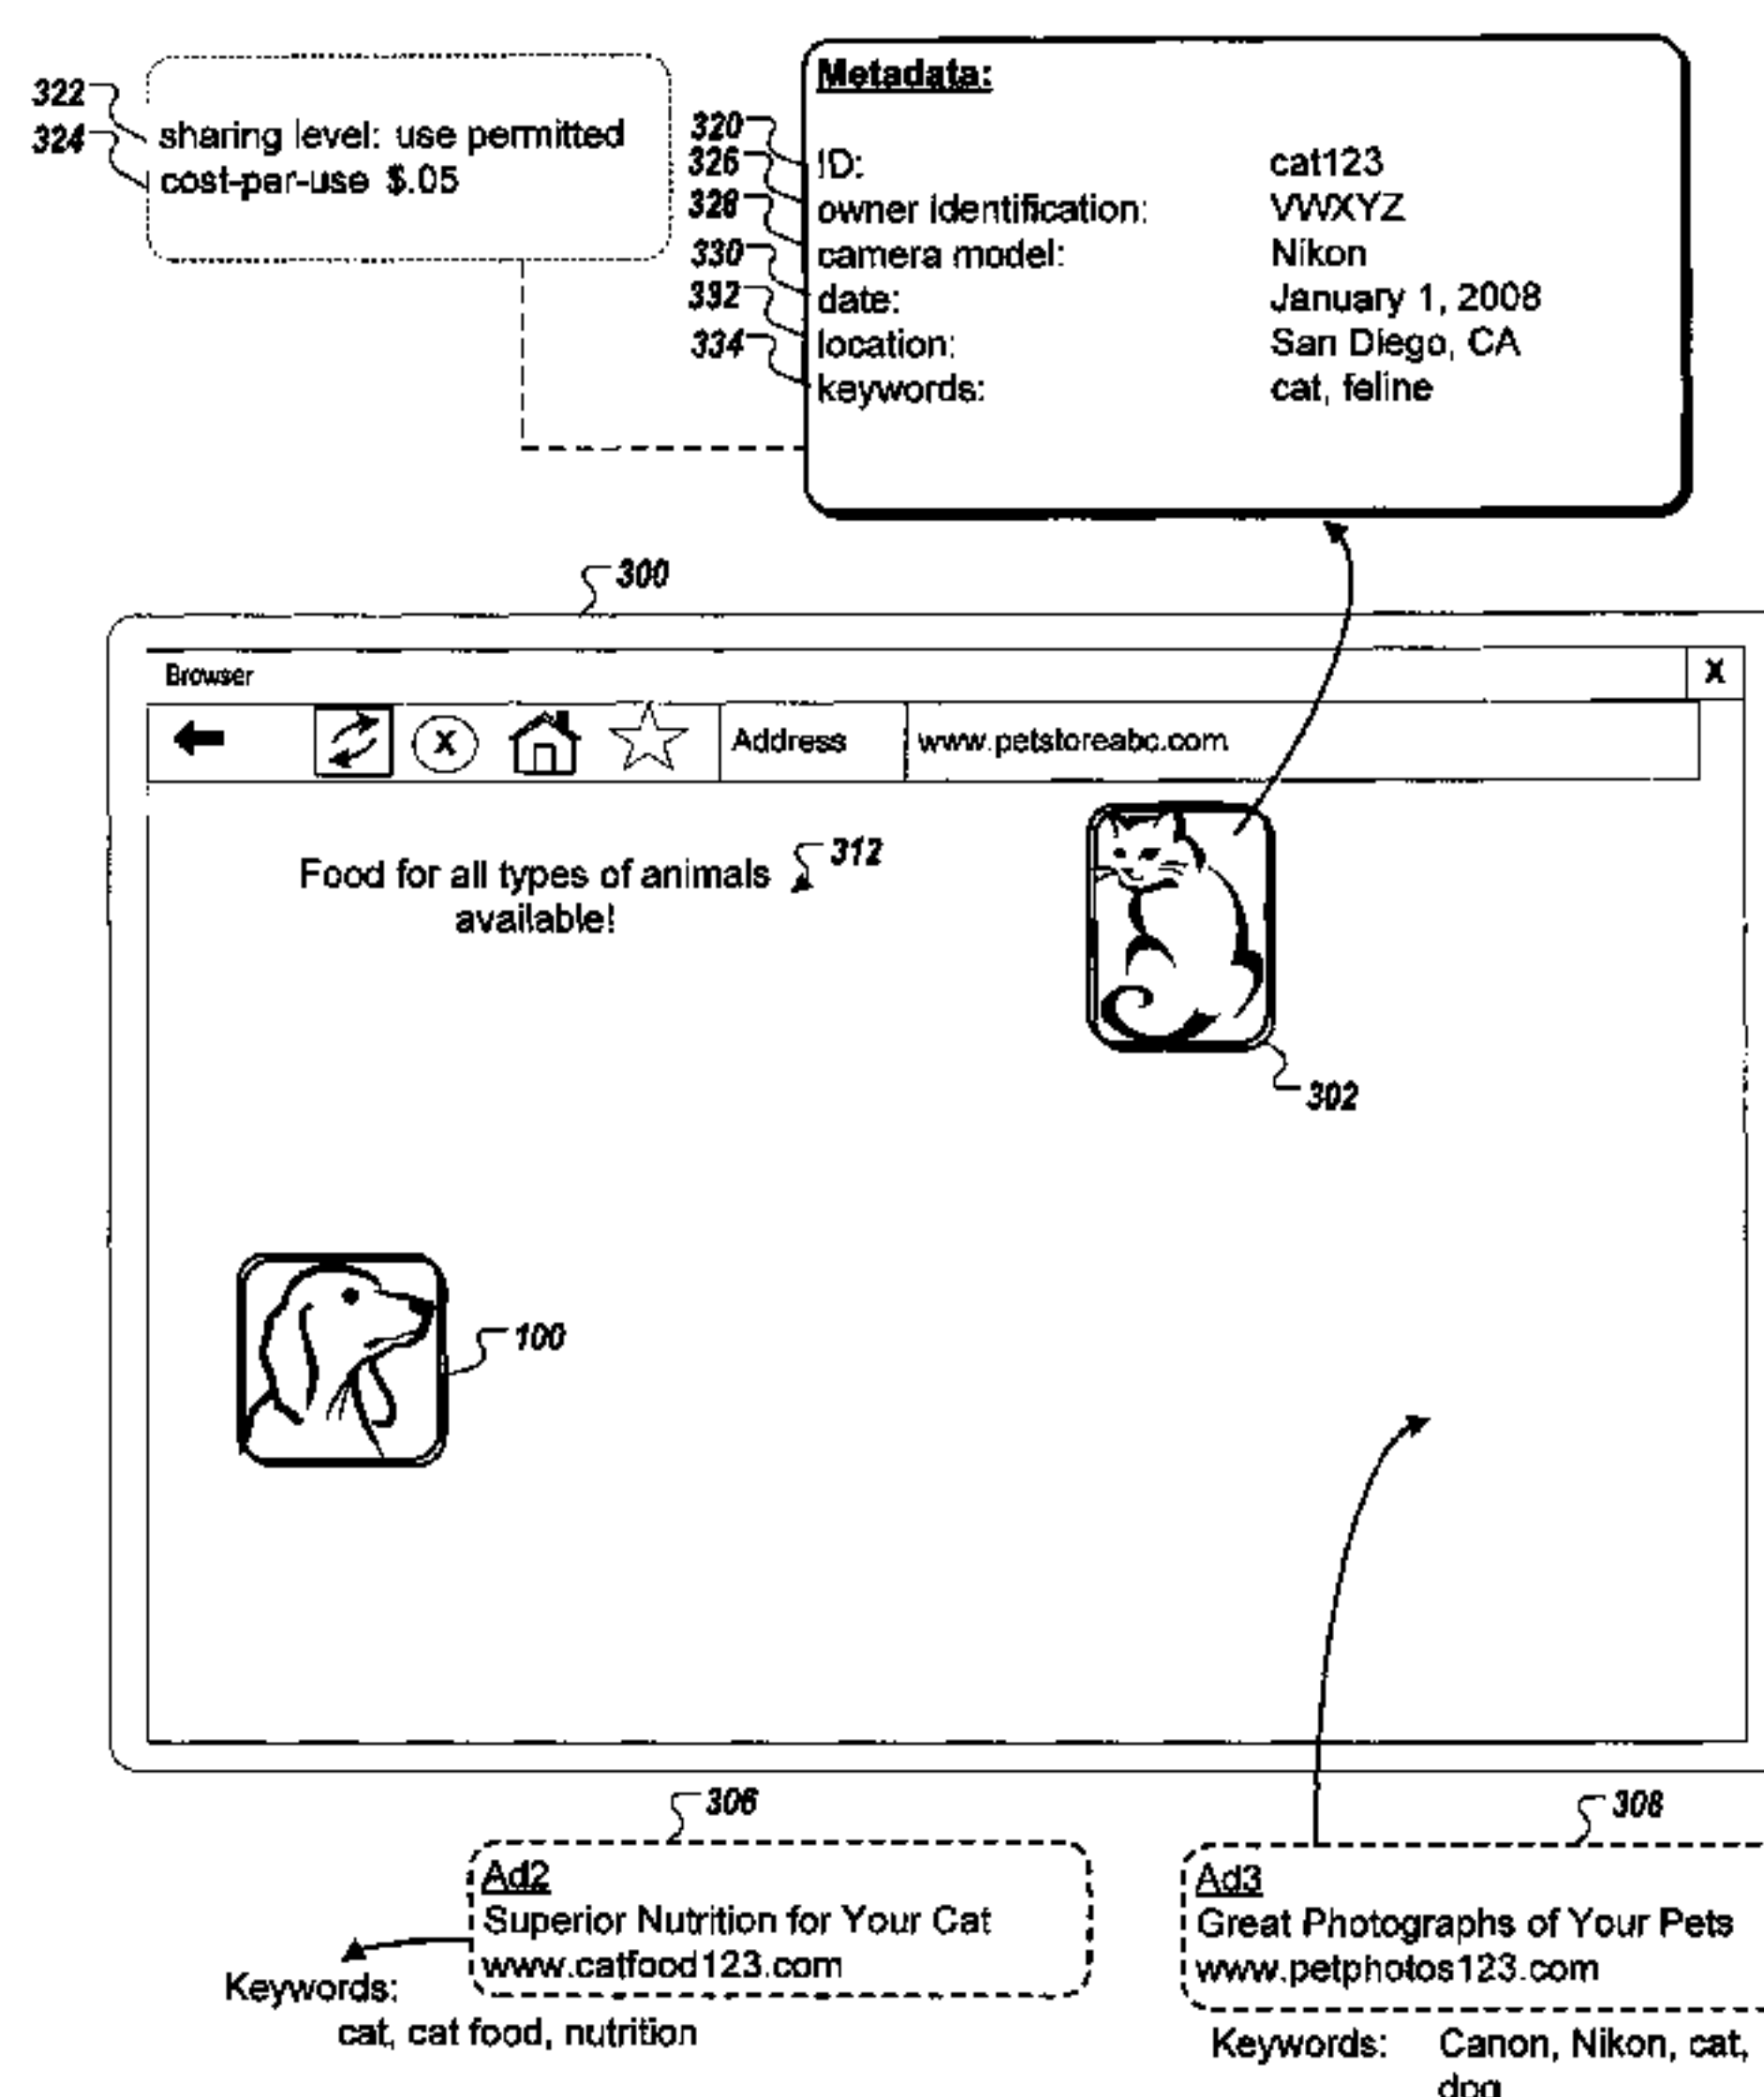 322
324
sharing level: use permitted
cost-per-use $.05
Metadata:
320
326
328
330
332
334
ID: cat123
owner identification: VWXYZ
camera model: Nikon
date: January 1, 2008
location: San Diego, CA
keywords: cat, feline
300
Browser X
X Address www.petstoreabc.com
Food for all types of animals
available!
312
302
100
306
308
Ad2
Superior Nutrition for Your Cat
www.catfood123.com
Keywords:
cat, cat food, nutrition
Ad3
Great Photographs of Your Pets
www.petphotos123.com
Keywords: Canon, Nikon, cat,
dog